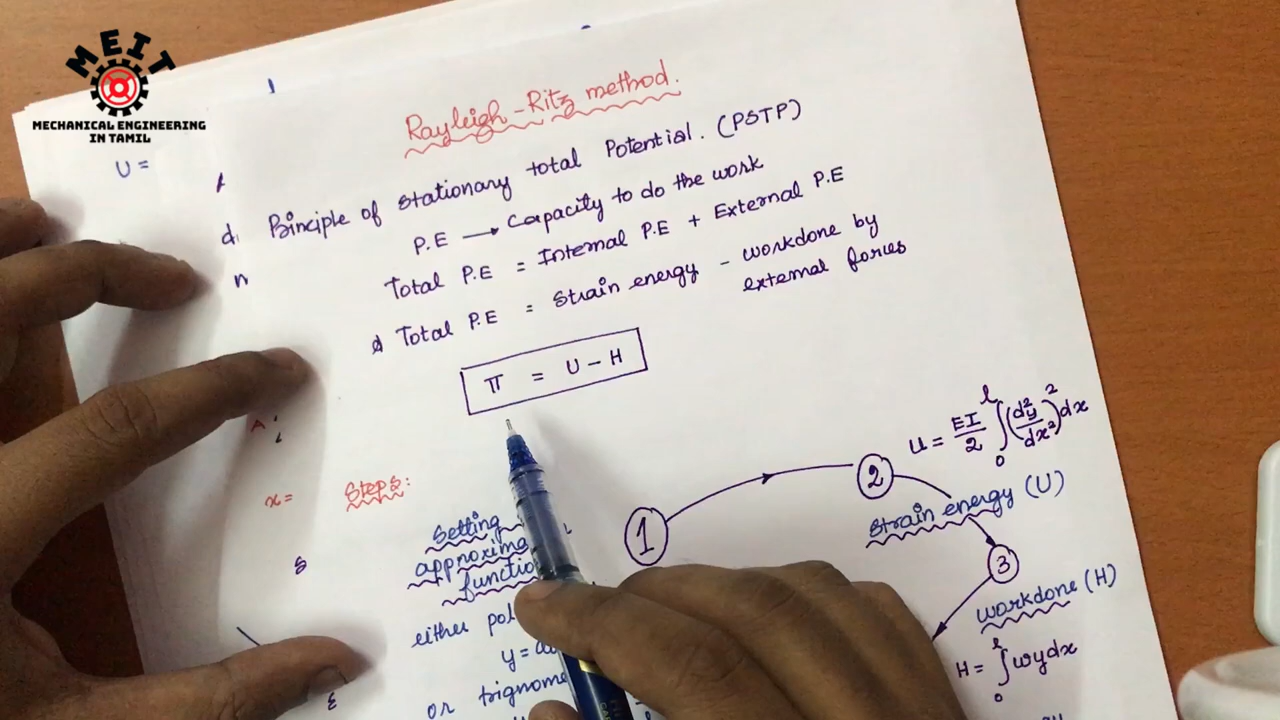 MEIT
MECHANICAL ENGINEERING
IN TAMIL
U =
Rayleigh-Ritz method.
Principle of stationary total Potential. (PSTP)
P.E → Capacity to do the work
Total P.E = Internal P.E + External P.E
Total P.E = Strain energy - workdone by
external forces
π = U - H
x=
Steps:
Setting
approxima
functio
either pol
y=
or trignome
1
2
U = EI/2 ∫₀ˡ (d²y/dx²)² dx
Strain energy (U)
3
workdone (H)
H = ∫₀ˡ wy dx